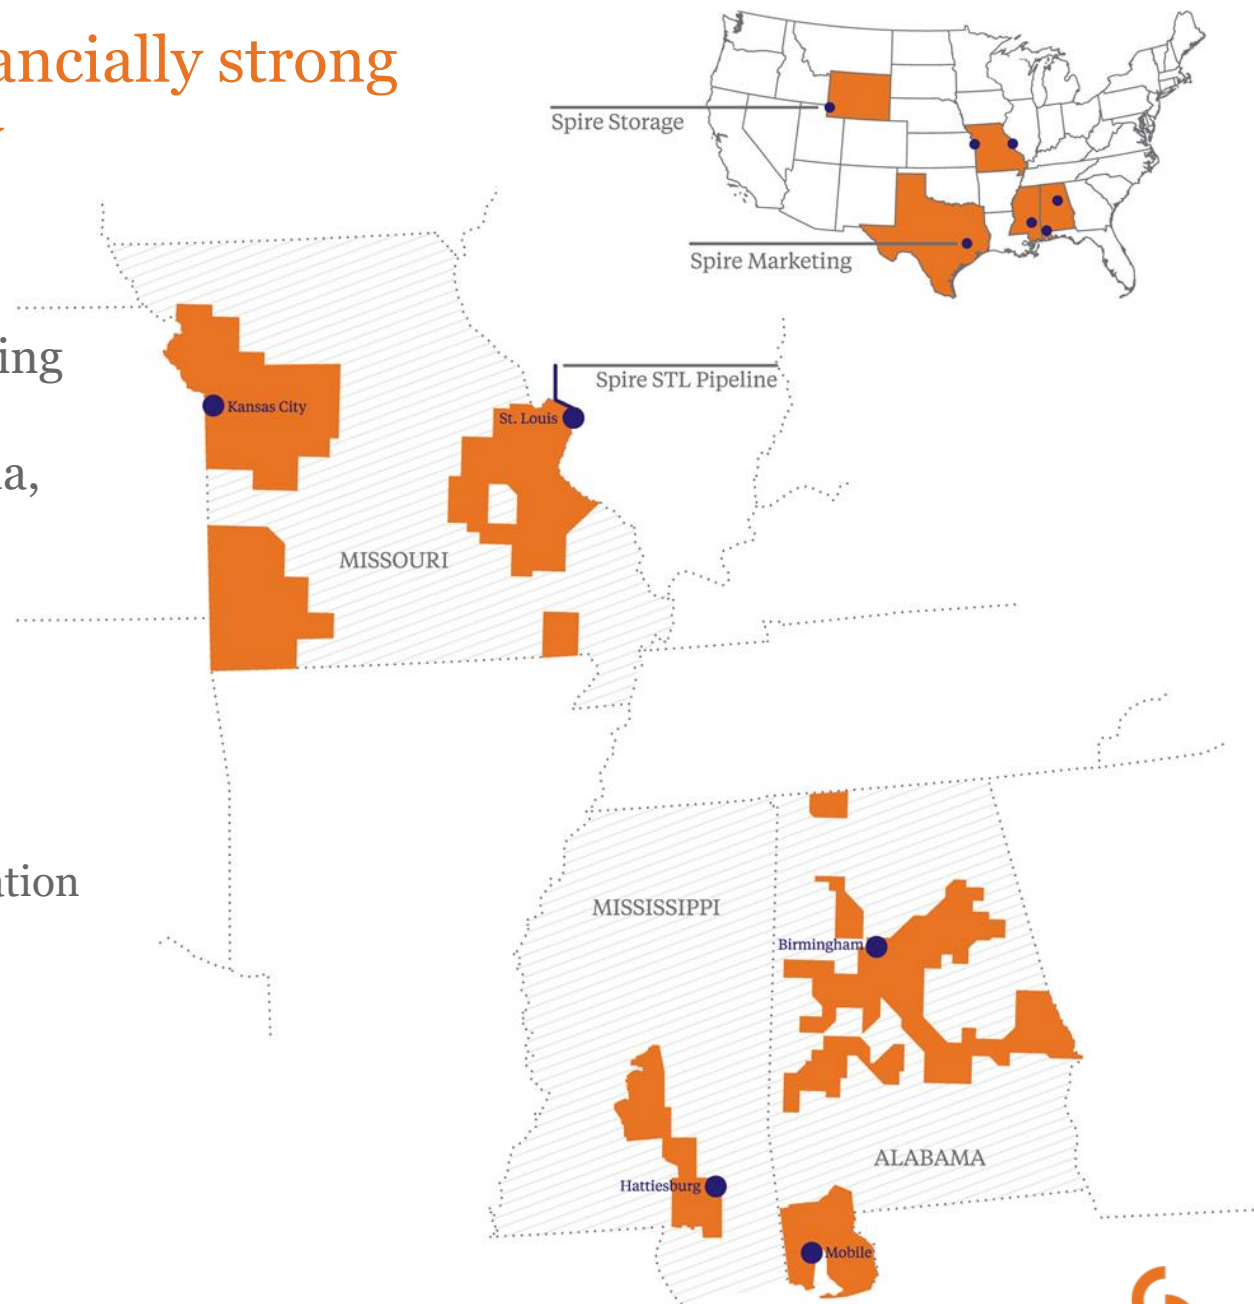 ancially strong
Spire Storage
Spire Marketing
ing
Spire STL Pipeline
Kansas City
St. Louis
a,
MISSOURI
ation
MISSISSIPPI
Birmingham
ALABAMA
Hattiesburg
Mobile